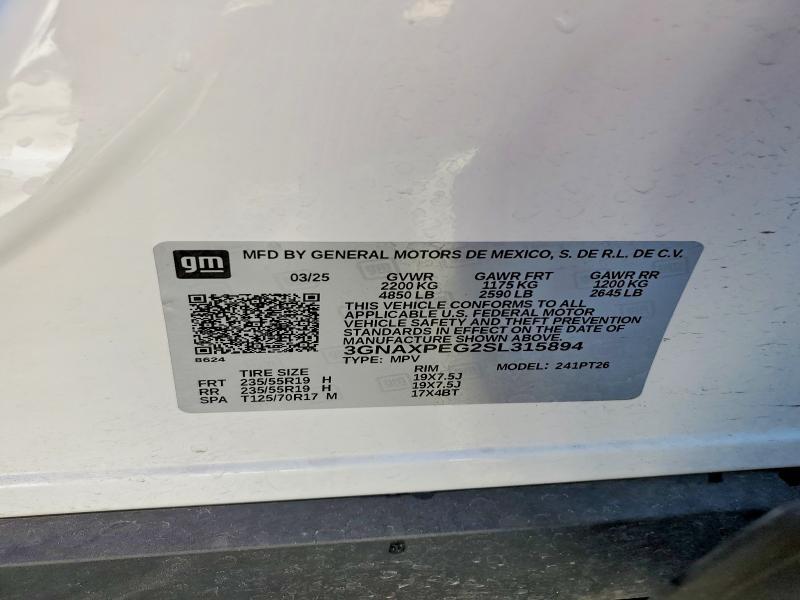 gm MFD BY GENERAL MOTORS DE MEXICO, S. DE R.L. DE C.V.
03/25 GVWR GAWR FRT GAWR RR
2200 KG 1175 KG 1200 KG
4850 LB 2590 LB 2645 LB
THIS VEHICLE CONFORMS TO ALL
APPLICABLE U.S. FEDERAL MOTOR
VEHICLE SAFETY AND THEFT PREVENTION
STANDARDS IN EFFECT ON THE DATE OF
MANUFACTURE SHOWN ABOVE.
3GNAXPEG2SL315894
8624 TYPE: MPV MODEL: 241PT26
TIRE SIZE RIM
FRT 235/55R19 H 19X7.5J
RR 235/55R19 H 19X7.5J
SPA T125/70R17 M 17X4BT